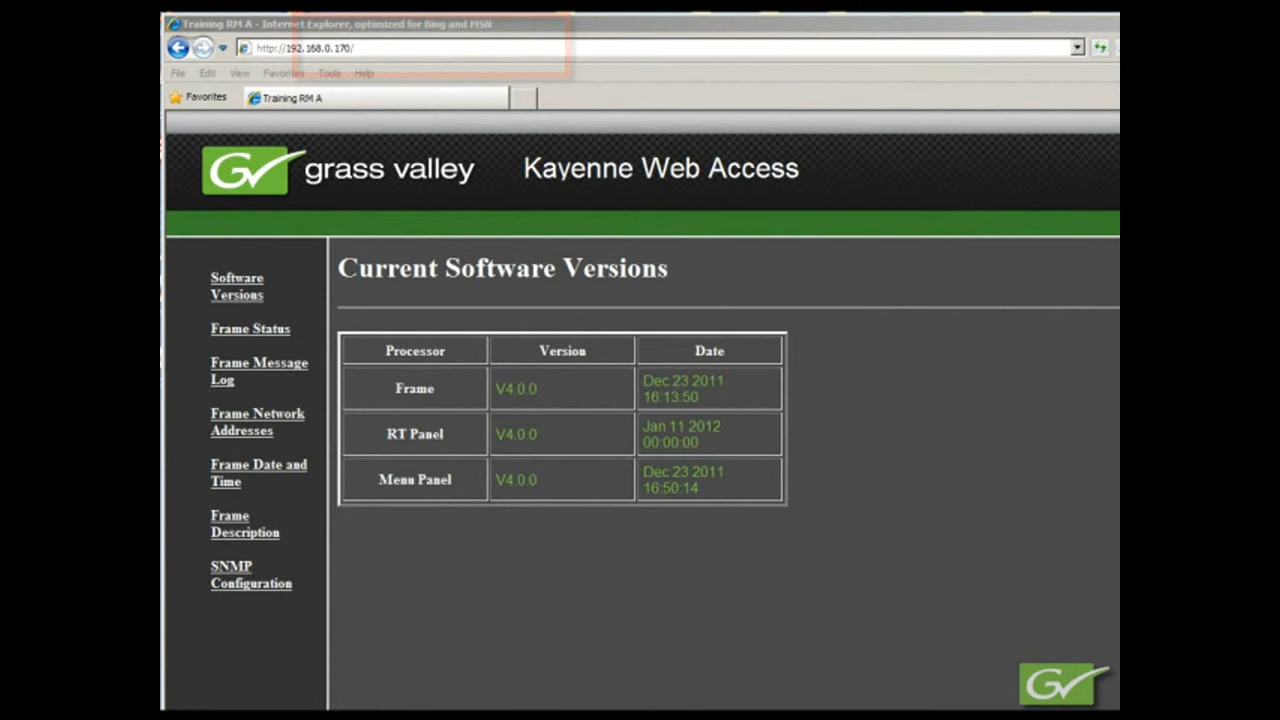 Training RM A - Internet Explorer, optimized for Bing and MSN
http://192.168.0.170/
File Edit View Favorites Tools Help
Favorites Training RM A
GV grass valley Kayenne Web Access
Software
Versions
Frame Status
Frame Message
Log
Frame Network
Addresses
Frame Date and
Time
Frame
Description
SNMP
Configuration
Current Software Versions
Processor Version Date
Frame V4.0.0 Dec 23 2011
16:13:50
RT Panel V4.0.0 Jan 11 2012
00:00:00
Menu Panel V4.0.0 Dec 23 2011
16:50:14
GV